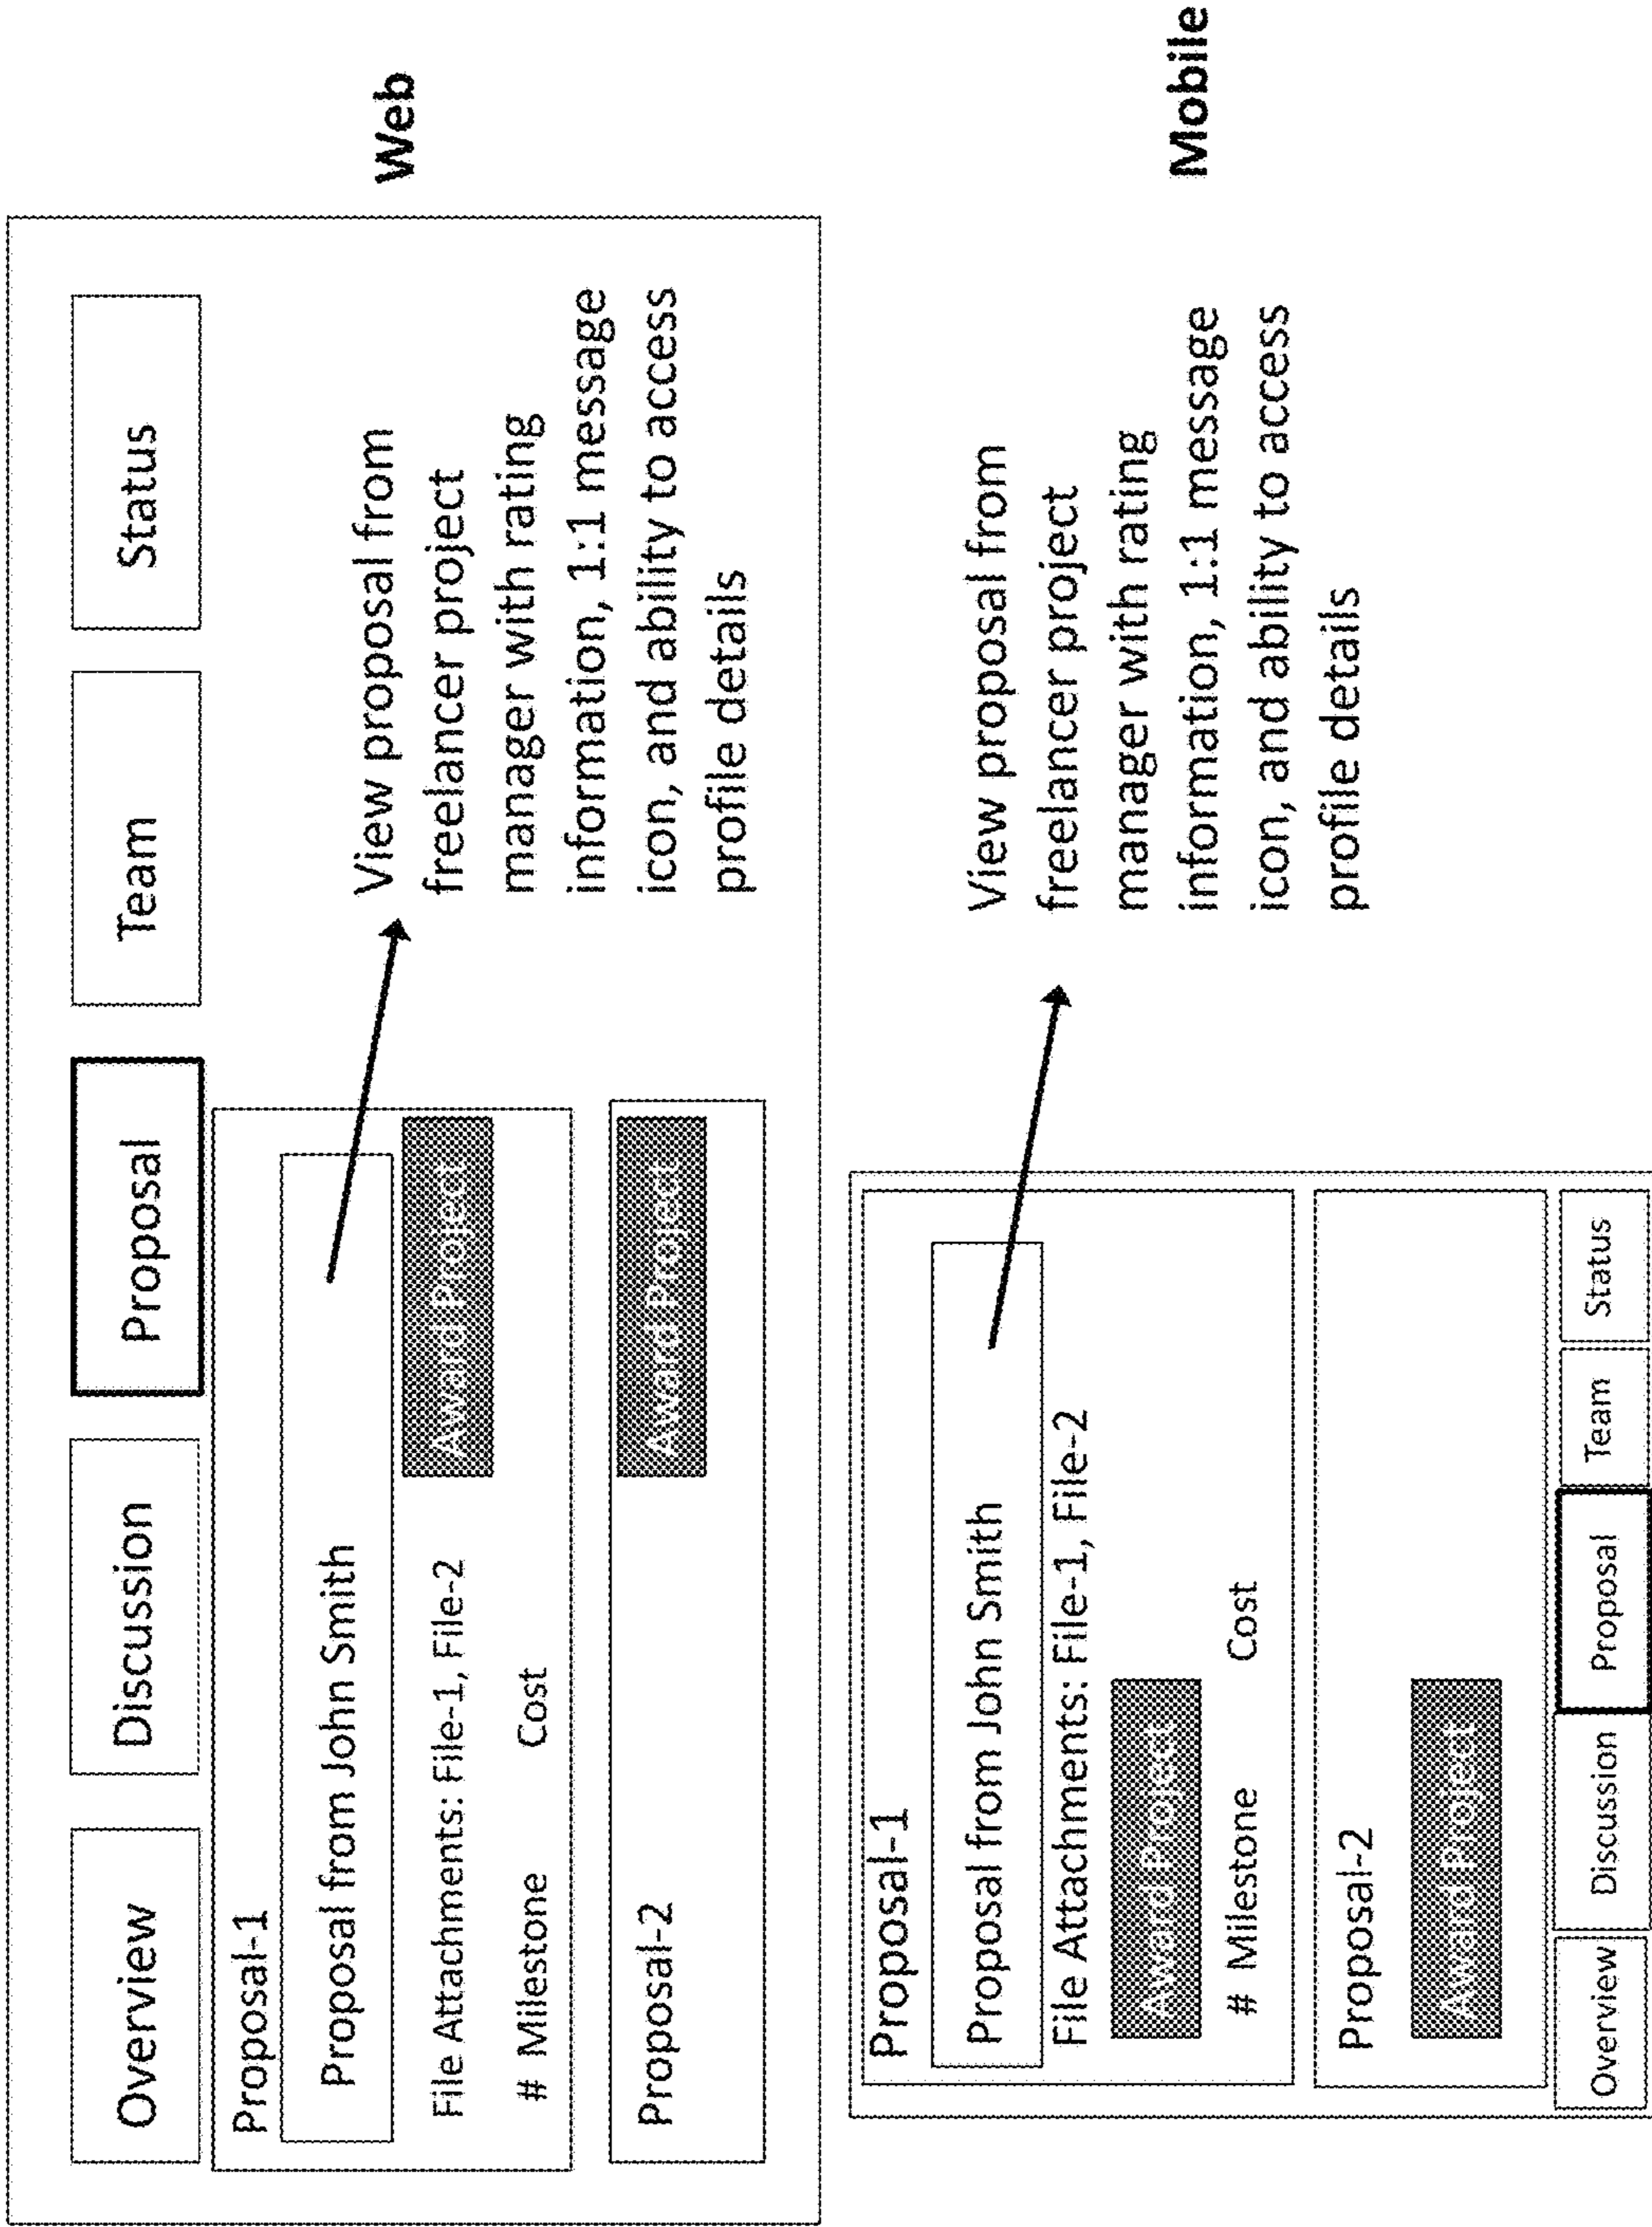 Overview Discussion Proposal Team Status
Proposal-1
Proposal from John Smith
File Attachments: File-1, File-2
Award Project
# Milestone Cost
Proposal-2
Award Project
View proposal from
freelancer project
manager with rating
information, 1:1 message
icon, and ability to access
profile details
Web
Proposal-1
Proposal from John Smith
File Attachments: File-1, File-2
Award Project
# Milestone Cost
Proposal-2
Award Project
Overview Discussion Proposal Team Status
View proposal from
freelancer project
manager with rating
information, 1:1 message
icon, and ability to access
profile details
Mobile